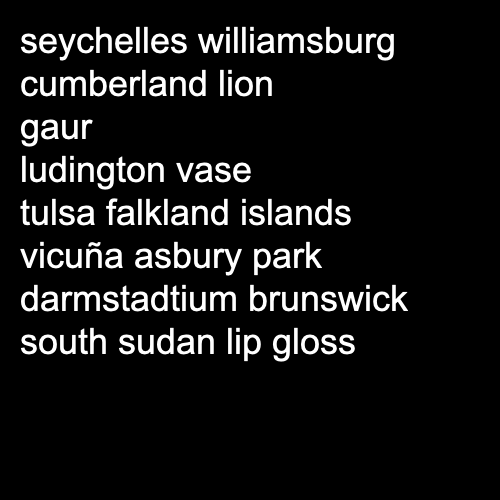 seychelles williamsburg
cumberland lion
gaur
ludington vase
tulsa falkland islands
vicuña asbury park
darmstadtium brunswick
south sudan lip gloss